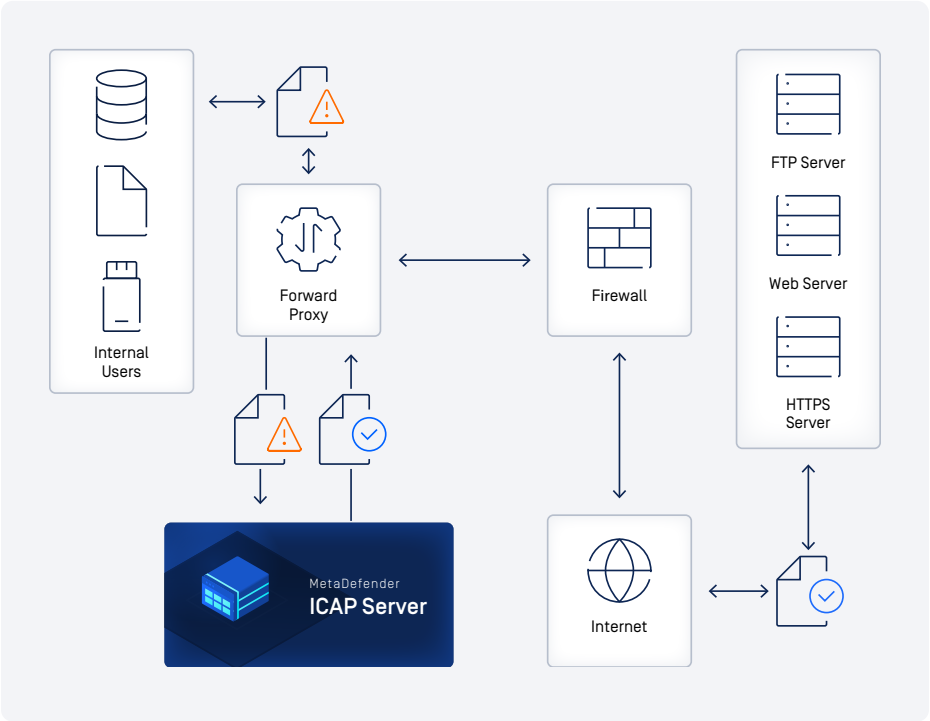 Internal
Users
Forward
Proxy
MetaDefender
ICAP Server
Firewall
Internet
FTP Server
Web Server
HTTPS
Server